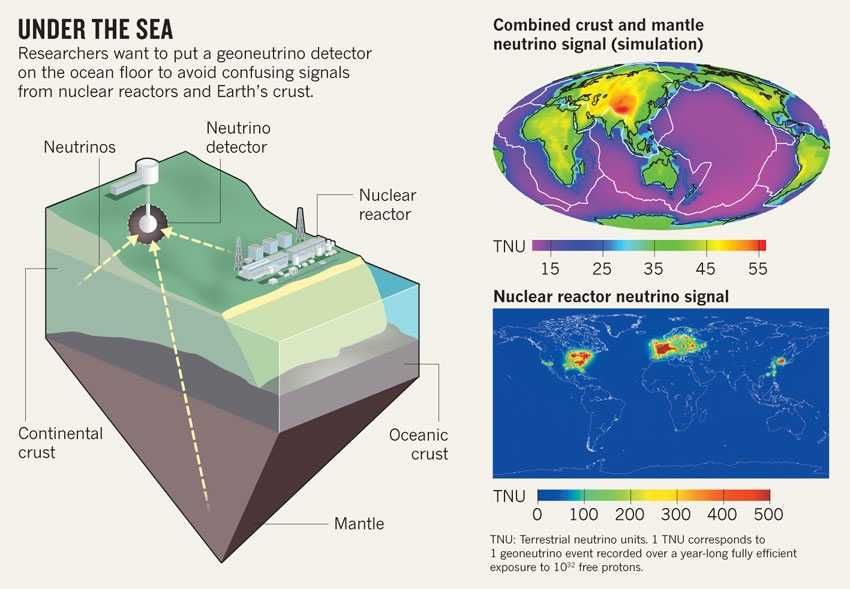 UNDER THE SEA
Researchers want to put a geoneutrino detector
on the ocean floor to avoid confusing signals
from nuclear reactors and Earth's crust.
Neutrinos
Neutrino
detector
Nuclear
reactor
Continental
crust
Oceanic
crust
Mantle
Combined crust and mantle
neutrino signal (simulation)
TNU
15 25 35 45 55
Nuclear reactor neutrino signal
TNU
0 100 200 300 400 500
TNU: Terrestrial neutrino units. 1 TNU corresponds to
1 geoneutrino event recorded over a year-long fully efficient
exposure to 10³² free protons.